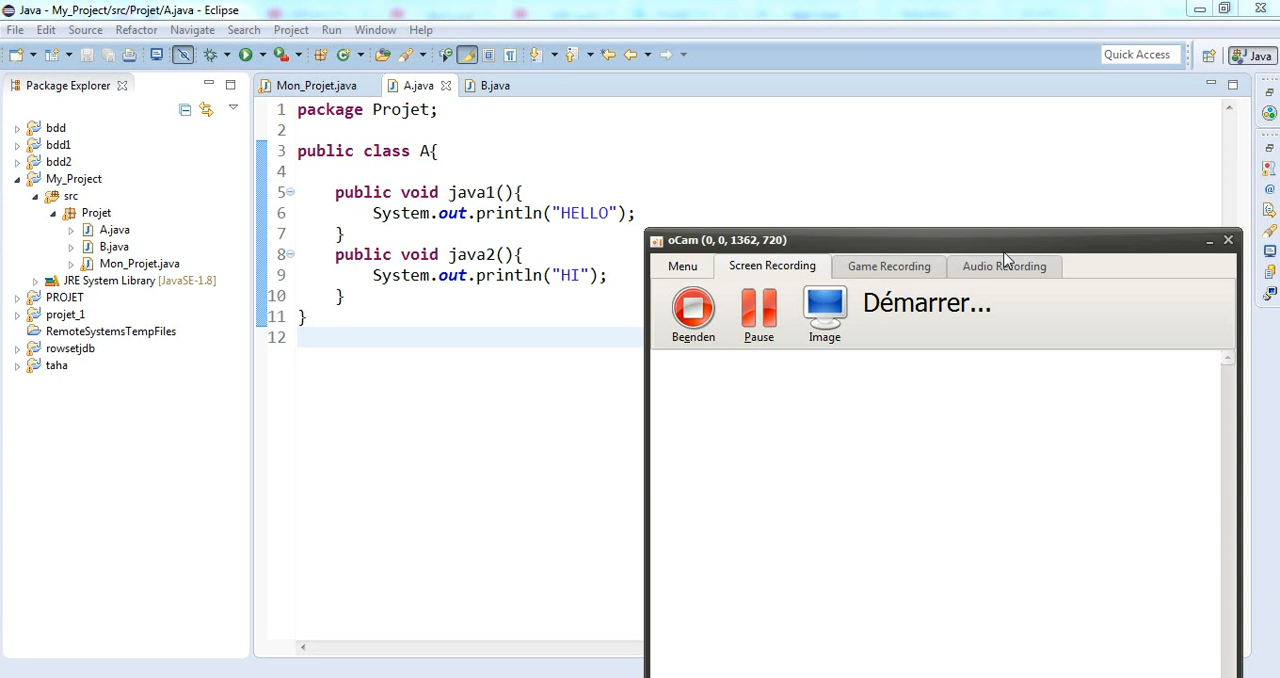 Java - My_Project/src/Projet/A.java - Eclipse
File Edit Source Refactor Navigate Search Project Run Window Help
Quick Access
Java
Package Explorer
Mon_Projet.java
A.java
B.java
bdd
bdd1
bdd2
My_Project
src
Projet
A.java
B.java
Mon_Projet.java
JRE System Library [JavaSE-1.8]
PROJET
projet_1
RemoteSystemsTempFiles
rowsetjdb
taha
1 package Projet;
2
3 public class A{
4
5 public void java1(){
6 System.out.println("HELLO");
7 }
8 public void java2(){
9 System.out.println("HI");
10 }
11 }
12
oCam (0, 0, 1362, 720)
Menu Screen Recording Game Recording Audio Recording
Démarrer...
Beenden Pause Image